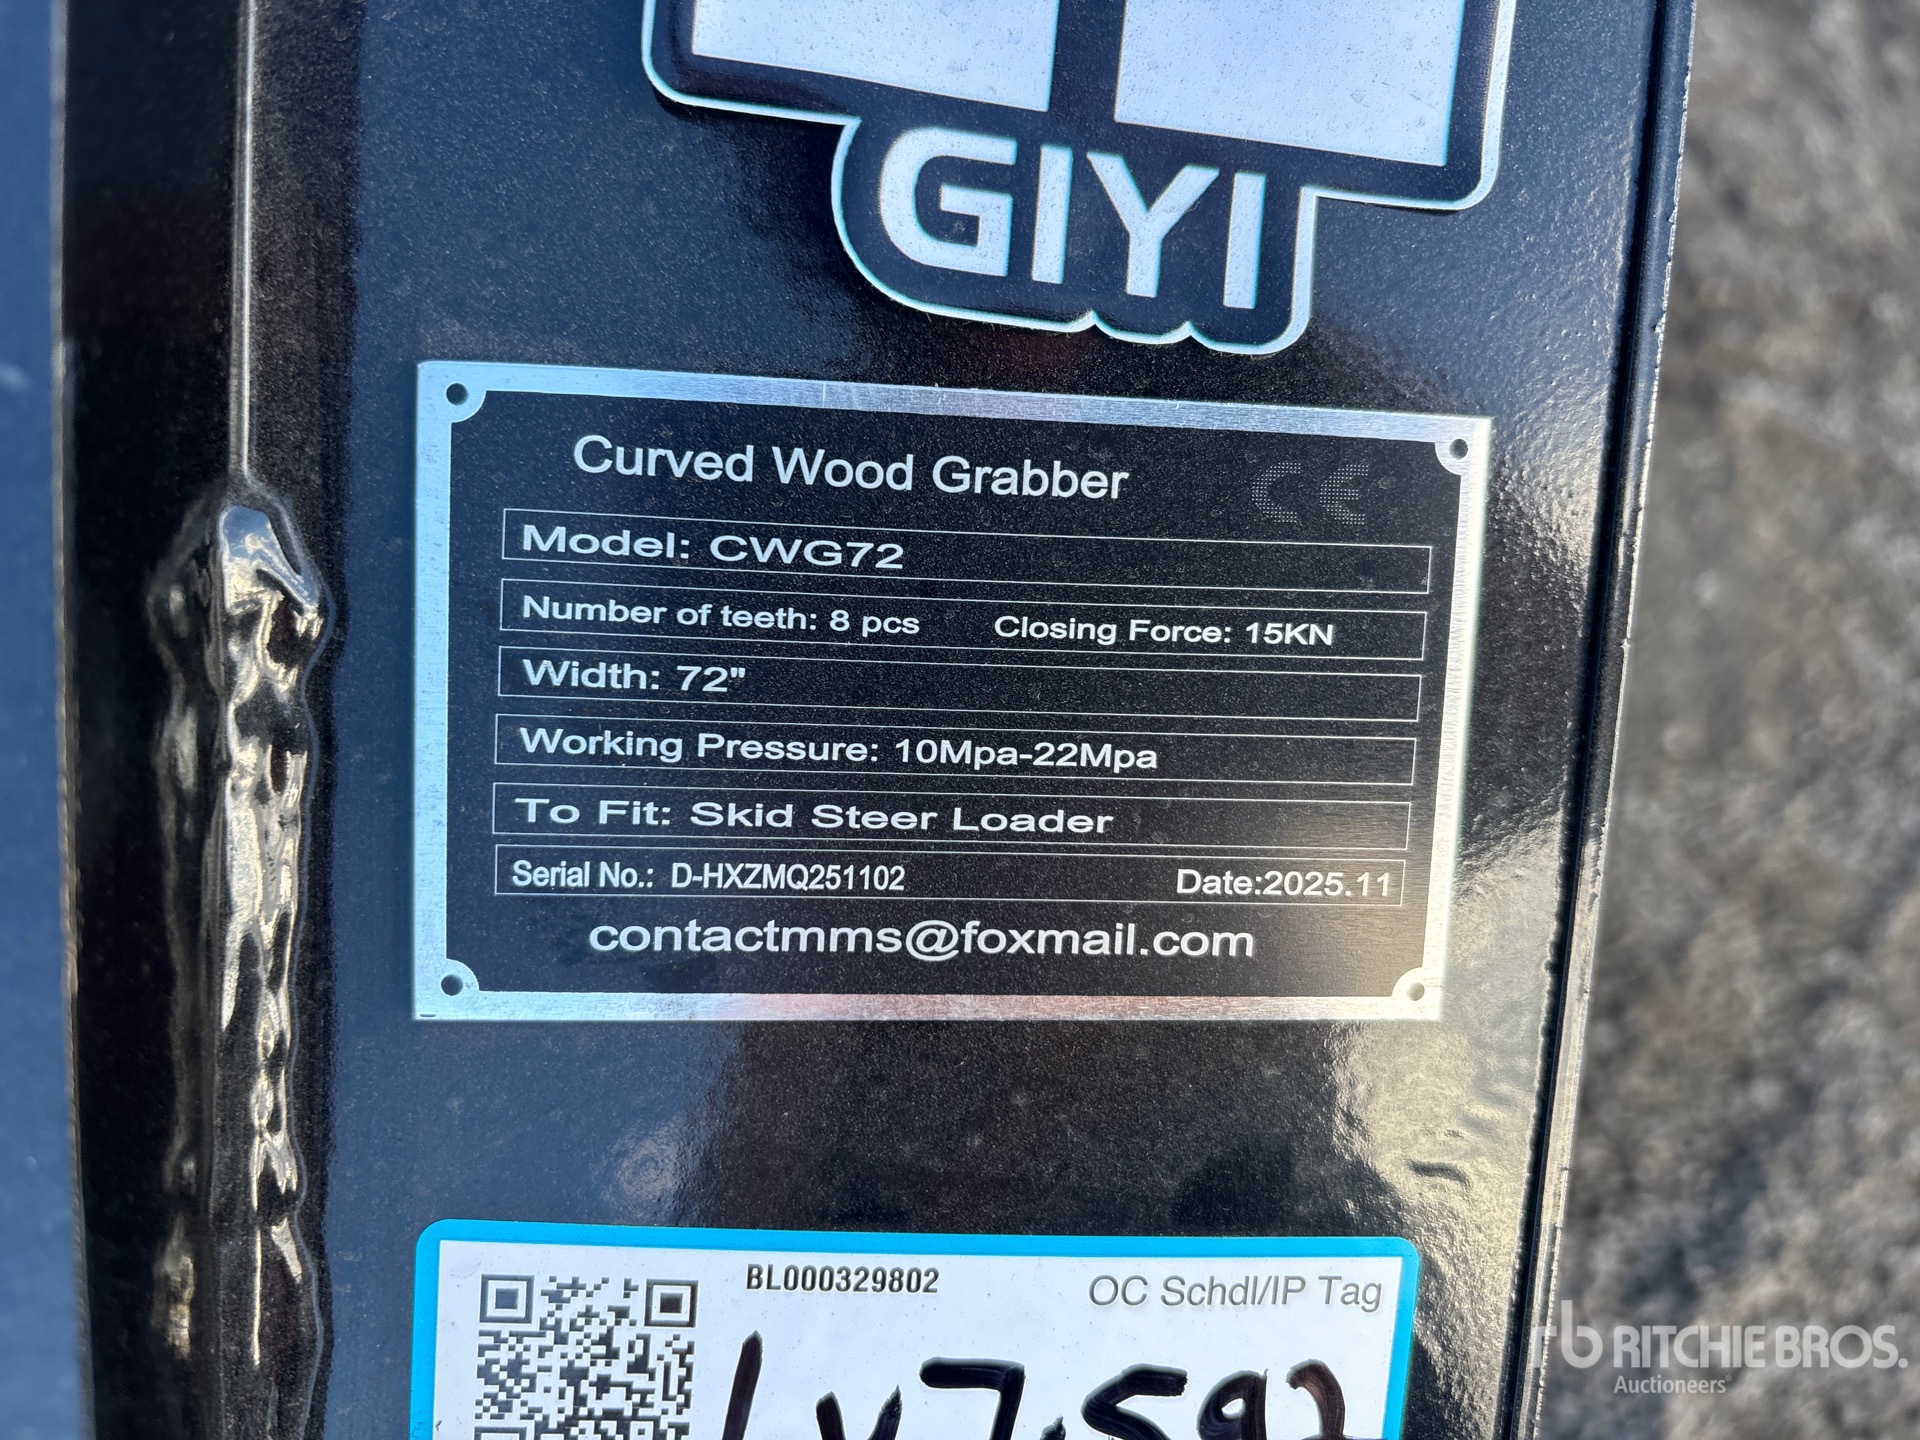 GIYI
Curved Wood Grabber CE
Model: CWG72
Number of teeth: 8 pcs Closing Force: 15KN
Width: 72"
Working Pressure: 10Mpa-22Mpa
To Fit: Skid Steer Loader
Serial No.: D-HXZMQ251102 Date:2025.11
contactmms@foxmail.com
BL000329802 OC Schdl/IP Tag
rb RITCHIE BROS.
Auctioneers